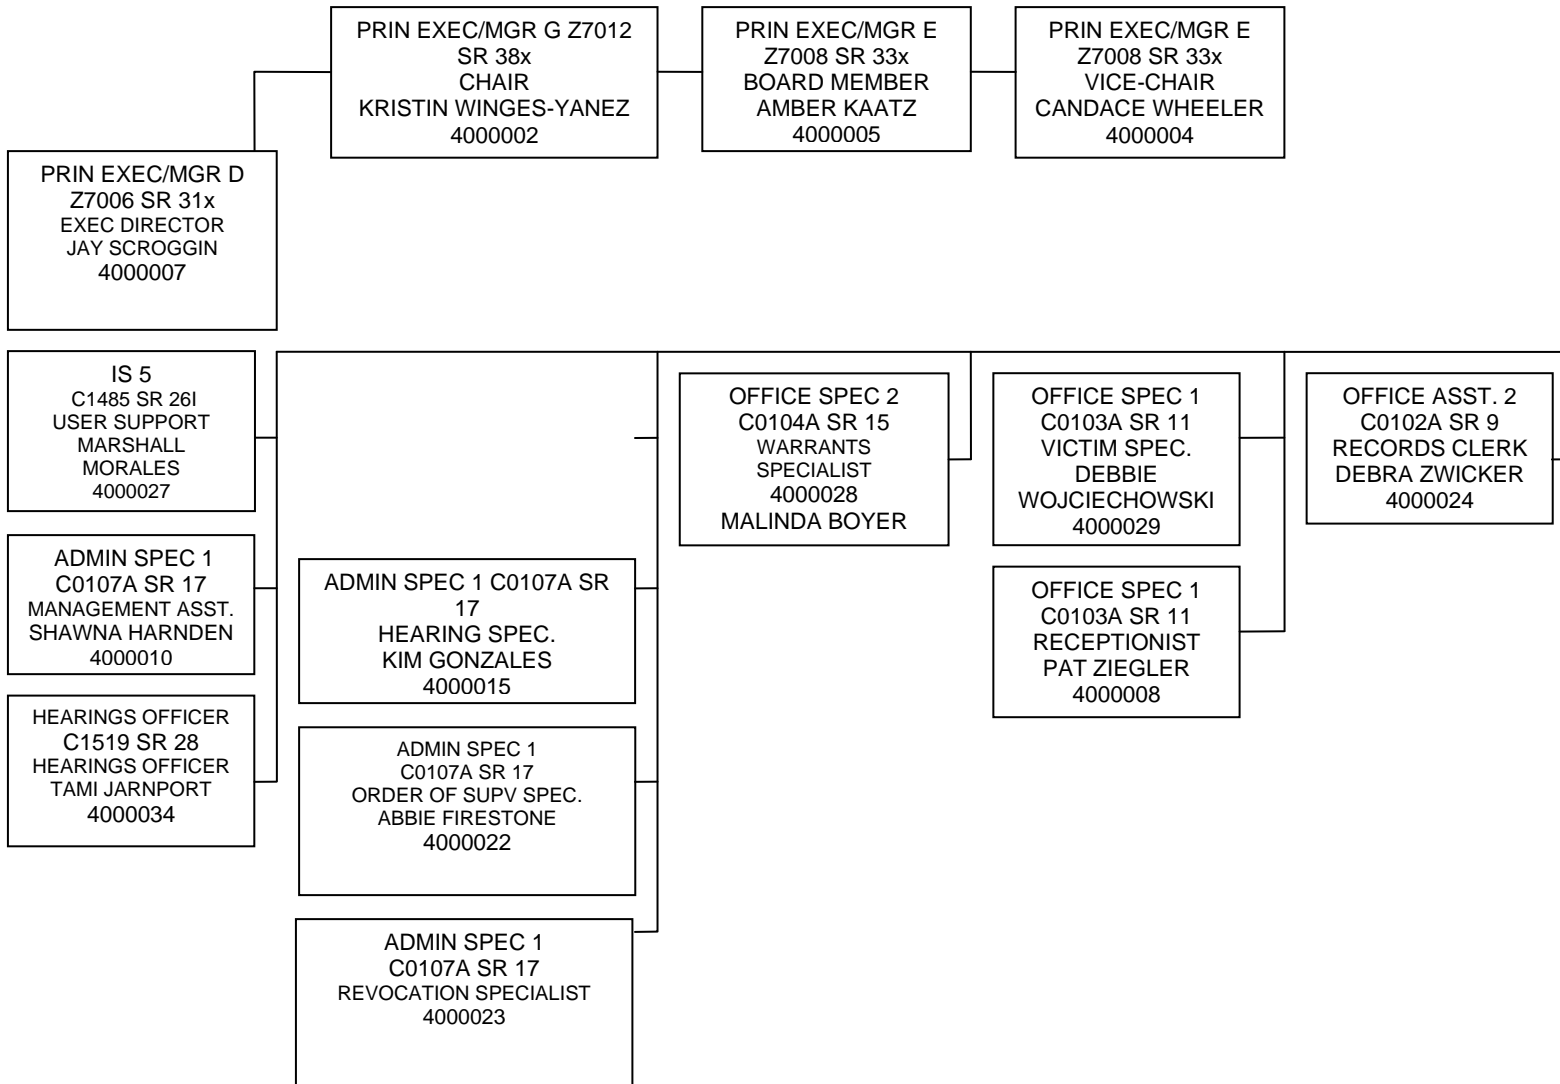 PRIN EXEC/MGR G Z7012
SR 38x
CHAIR
KRISTIN WINGES-YANEZ
4000002
PRIN EXEC/MGR E
Z7008 SR 33x
BOARD MEMBER
AMBER KAATZ
4000005
PRIN EXEC/MGR E
Z7008 SR 33x
VICE-CHAIR
CANDACE WHEELER
4000004
PRIN EXEC/MGR D
Z7006 SR 31x
EXEC DIRECTOR
JAY SCROGGIN
4000007
IS 5
C1485 SR 26I
USER SUPPORT
MARSHALL
MORALES
4000027
ADMIN SPEC 1
C0107A SR 17
MANAGEMENT ASST.
SHAWNA HARNDEN
4000010
HEARINGS OFFICER
C1519 SR 28
HEARINGS OFFICER
TAMI JARNPORT
4000034
ADMIN SPEC 1 C0107A SR
17
HEARING SPEC.
KIM GONZALES
4000015
ADMIN SPEC 1
C0107A SR 17
ORDER OF SUPV SPEC.
ABBIE FIRESTONE
4000022
ADMIN SPEC 1
C0107A SR 17
REVOCATION SPECIALIST
4000023
OFFICE SPEC 2
C0104A SR 15
WARRANTS
SPECIALIST
4000028
MALINDA BOYER
OFFICE SPEC 1
C0103A SR 11
VICTIM SPEC.
DEBBIE
WOJCIECHOWSKI
4000029
OFFICE SPEC 1
C0103A SR 11
RECEPTIONIST
PAT ZIEGLER
4000008
OFFICE ASST. 2
C0102A SR 9
RECORDS CLERK
DEBRA ZWICKER
4000024